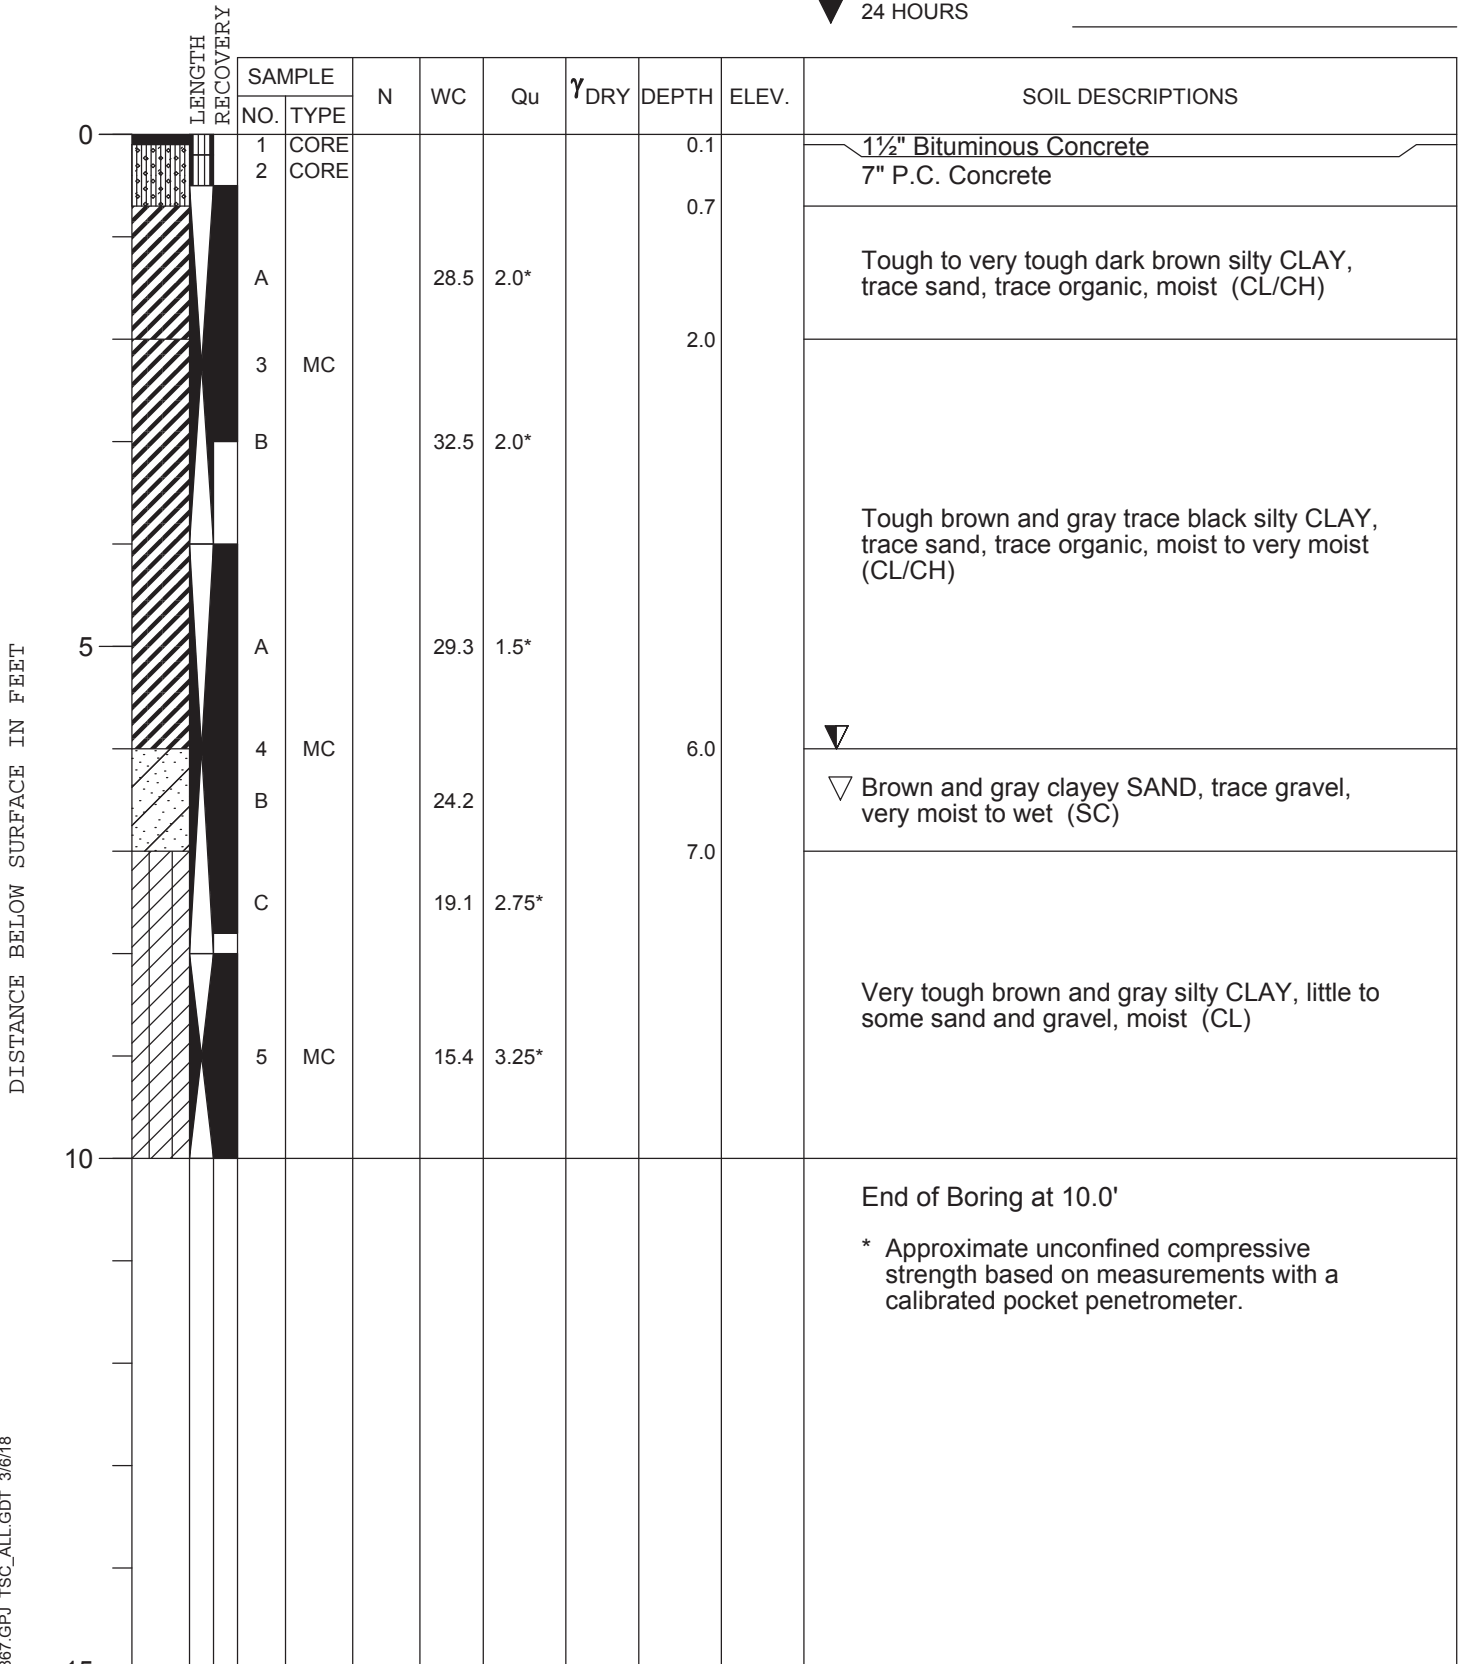 24 HOURS
LENGTH
RECOVERY
SAMPLE
NO. TYPE N WC Qu γDRY DEPTH ELEV. SOIL DESCRIPTIONS
0
1 CORE 0.1 1½" Bituminous Concrete
2 CORE 7" P.C. Concrete
0.7
Tough to very tough dark brown silty CLAY,
A 28.5 2.0* trace sand, trace organic, moist (CL/CH)
2.0
3 MC
B 32.5 2.0*
Tough brown and gray trace black silty CLAY,
trace sand, trace organic, moist to very moist
(CL/CH)
5 A 29.3 1.5*
4 MC 6.0
Brown and gray clayey SAND, trace gravel,
B 24.2 very moist to wet (SC)
7.0
C 19.1 2.75*
Very tough brown and gray silty CLAY, little to
some sand and gravel, moist (CL)
5 MC 15.4 3.25*
10
End of Boring at 10.0'
* Approximate unconfined compressive
strength based on measurements with a
calibrated pocket penetrometer.
DISTANCE BELOW SURFACE IN FEET
867.GPJ TSC_ALL.GDT 3/6/18